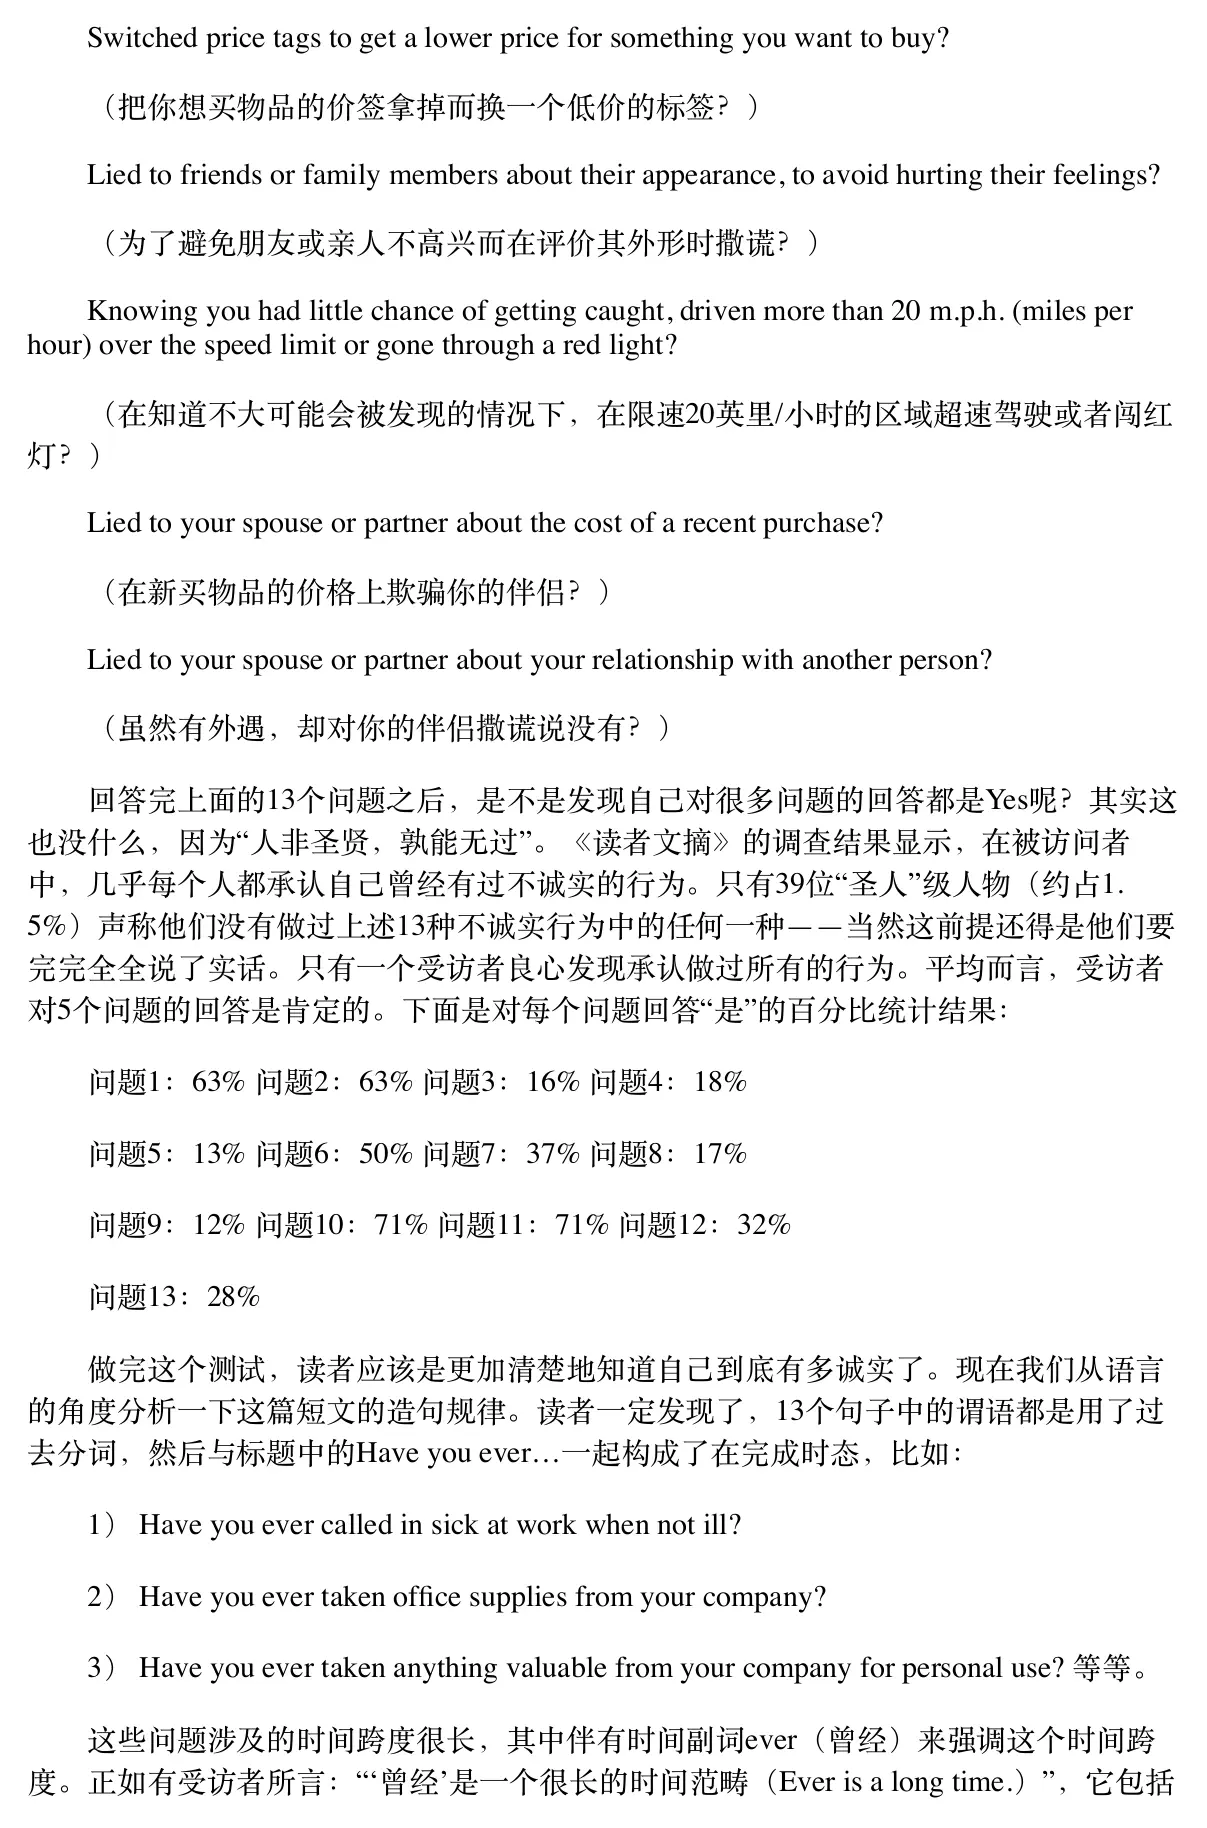 Switched price tags to get a lower price for something you want to buy?
（把你想买物品的价签拿掉而换一个低价的标签？）
Lied to friends or family members about their appearance, to avoid hurting their feelings?
（为了避免朋友或亲人不高兴而在评价其外形时撒谎？）
Knowing you had little chance of getting caught, driven more than 20 m.p.h. (miles per
hour) over the speed limit or gone through a red light?
（在知道不大可能会被发现的情况下，在限速20英里/小时的区域超速驾驶或者闯红
灯？）
Lied to your spouse or partner about the cost of a recent purchase?
（在新买物品的价格上欺骗你的伴侣？）
Lied to your spouse or partner about your relationship with another person?
（虽然有外遇，却对你的伴侣撒谎说没有？）
回答完上面的13个问题之后，是不是发现自己对很多问题的回答都是Yes呢？其实这
也没什么，因为“人非圣贤，孰能无过”。《读者文摘》的调查结果显示，在被访问者
中，几乎每个人都承认自己曾经有过不诚实的行为。只有39位“圣人”级人物（约占1.
5%）声称他们没有做过上述13种不诚实行为中的任何一种——当然这前提还得是他们要
完完全全说了实话。只有一个受访者良心发现承认做过所有的行为。平均而言，受访者
对5个问题的回答是肯定的。下面是对每个问题回答“是”的百分比统计结果：
问题1：63% 问题2：63% 问题3：16% 问题4：18%
问题5：13% 问题6：50% 问题7：37% 问题8：17%
问题9：12% 问题10：71% 问题11：71% 问题12：32%
问题13：28%
做完这个测试，读者应该是更加清楚地知道自己到底有多诚实了。现在我们从语言
的角度分析一下这篇短文的造句规律。读者一定发现了，13个句子中的谓语都是用了过
去分词，然后与标题中的Have you ever…一起构成了在完成时态，比如：
1） Have you ever called in sick at work when not ill?
2） Have you ever taken office supplies from your company?
3） Have you ever taken anything valuable from your company for personal use? 等等。
这些问题涉及的时间跨度很长，其中伴有时间副词ever（曾经）来强调这个时间跨
度。正如有受访者所言：“‘曾经’是一个很长的时间范畴（Ever is a long time.）”，它包括